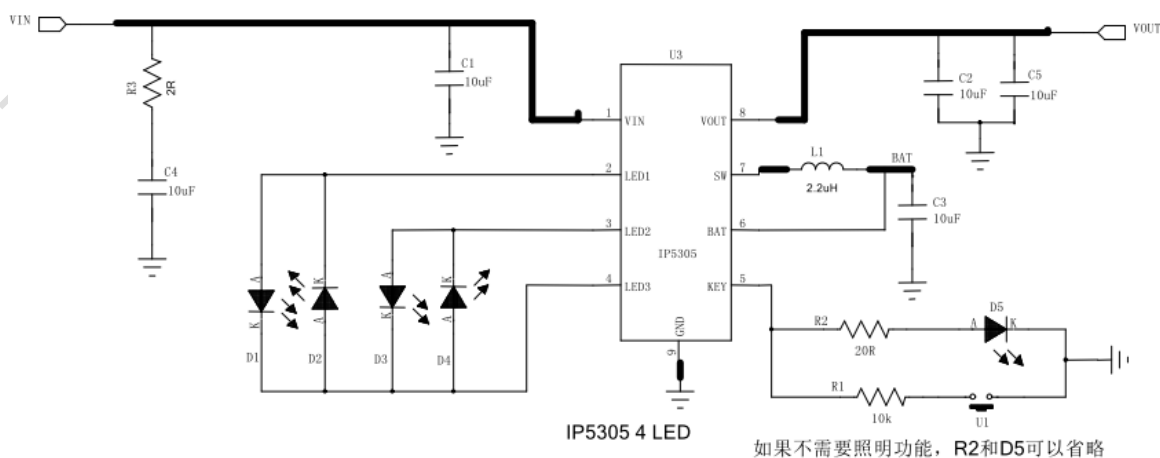 VIN
VOUT
U3
R3
2R
C1
10uF
C2
10uF
C5
10uF
1
VIN
VOUT
8
C4
10uF
2
LED1
SW
7
L1
2.2uH
BAT
C3
10uF
3
LED2
BAT
6
IP5305
4
LED3
KEY
5
A
K
D1
K
A
D2
A
K
D3
K
A
D4
GND
9
R2
20R
A
D5
K
R1
10k
U1
IP5305 4 LED
如果不需要照明功能，R2和D5可以省略